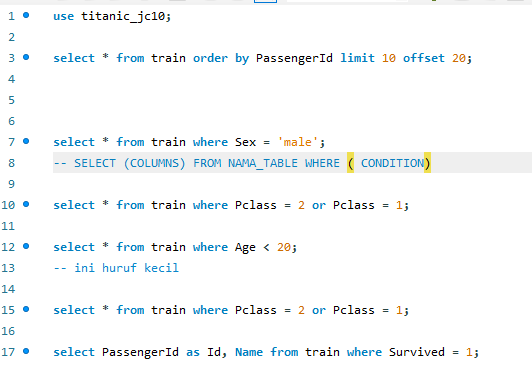 1 use titanic_jc10;
2
3 select * from train order by PassengerId limit 10 offset 20;
4
5
6
7 select * from train where Sex = 'male';
8 -- SELECT (COLUMNS) FROM NAMA_TABLE WHERE ( CONDITION)
9
10 select * from train where Pclass = 2 or Pclass = 1;
11
12 select * from train where Age < 20;
13 -- ini huruf kecil
14
15 select * from train where Pclass = 2 or Pclass = 1;
16
17 select PassengerId as Id, Name from train where Survived = 1;